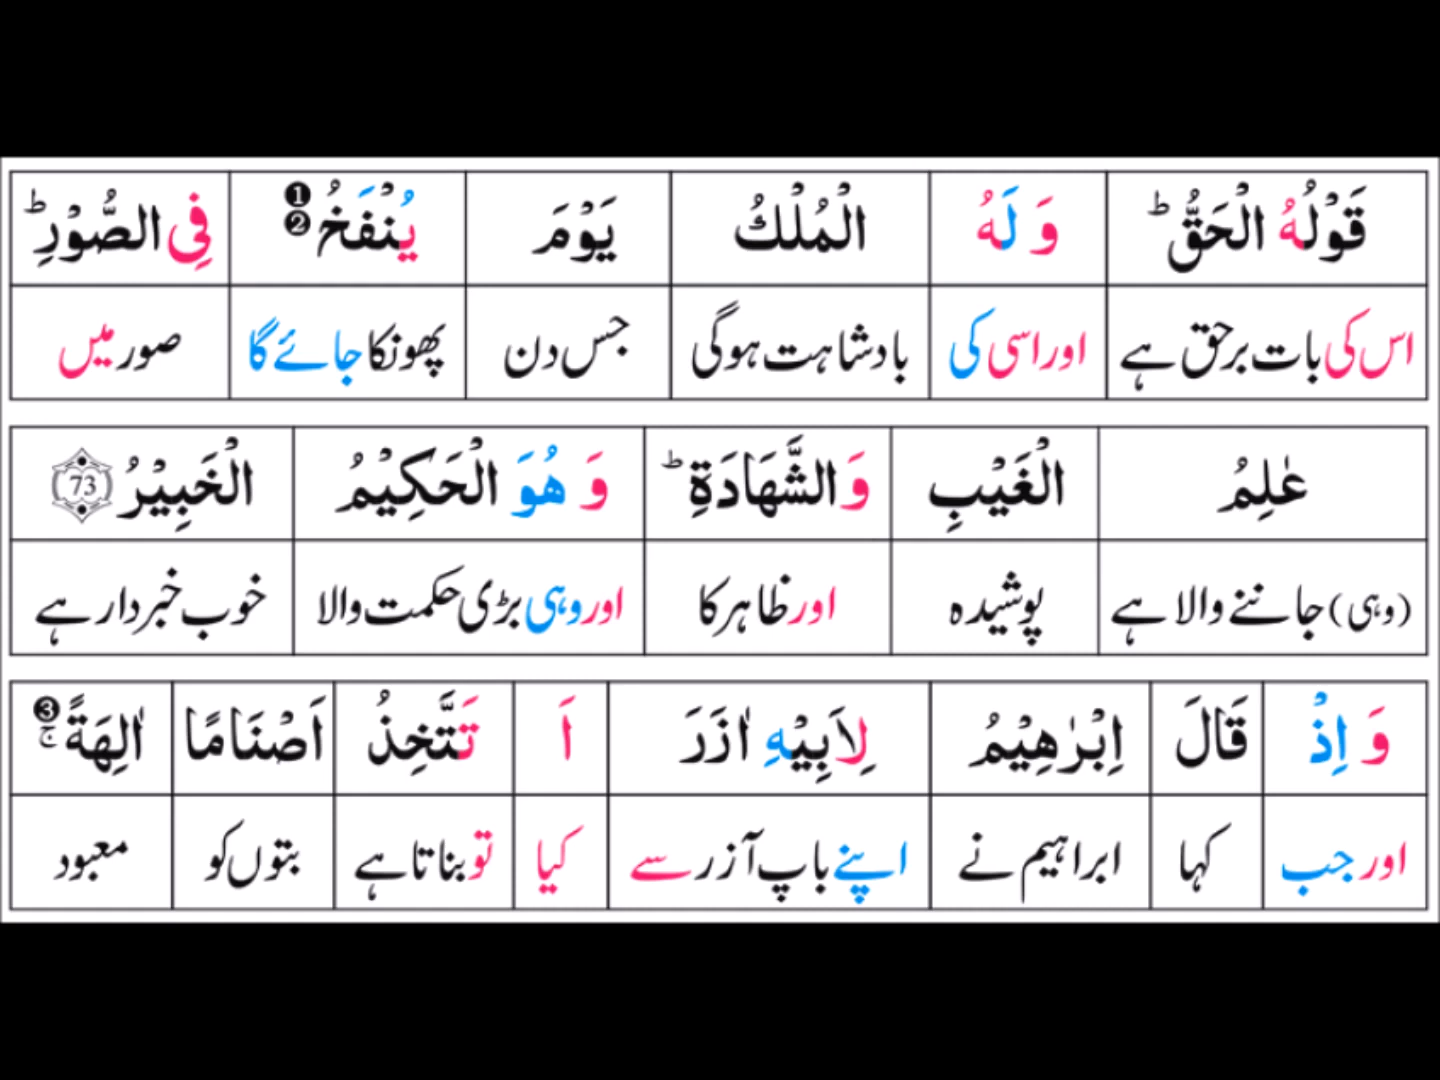 قَوْلُهُ الْحَقُّ ؕ وَ لَهُ الْمُلْكُ يَوْمَ يُنْفَخُ ❶ ❷ فِي الصُّوْرِ ؕ
اس کی بات برحق ہے اور اسی کی بادشاہت ہوگی جس دن پھونکا جائے گا صور میں
عٰلِمُ الْغَيْبِ وَ الشَّهَادَةِ ؕ وَ هُوَ الْحَكِيْمُ الْخَبِيْرُ 73
(وہی) جاننے والا ہے پوشیدہ اور ظاہر کا اور وہی بڑی حکمت والا خوب خبردار ہے
وَ اِذْ قَالَ اِبْرٰهِيْمُ لِاَبِيْهِ اٰزَرَ اَ تَتَّخِذُ اَصْنَامًا اٰلِهَةً ۚ ❸
اور جب کہا ابراہیم نے اپنے باپ آزر سے کیا تو بناتا ہے بتوں کو معبود